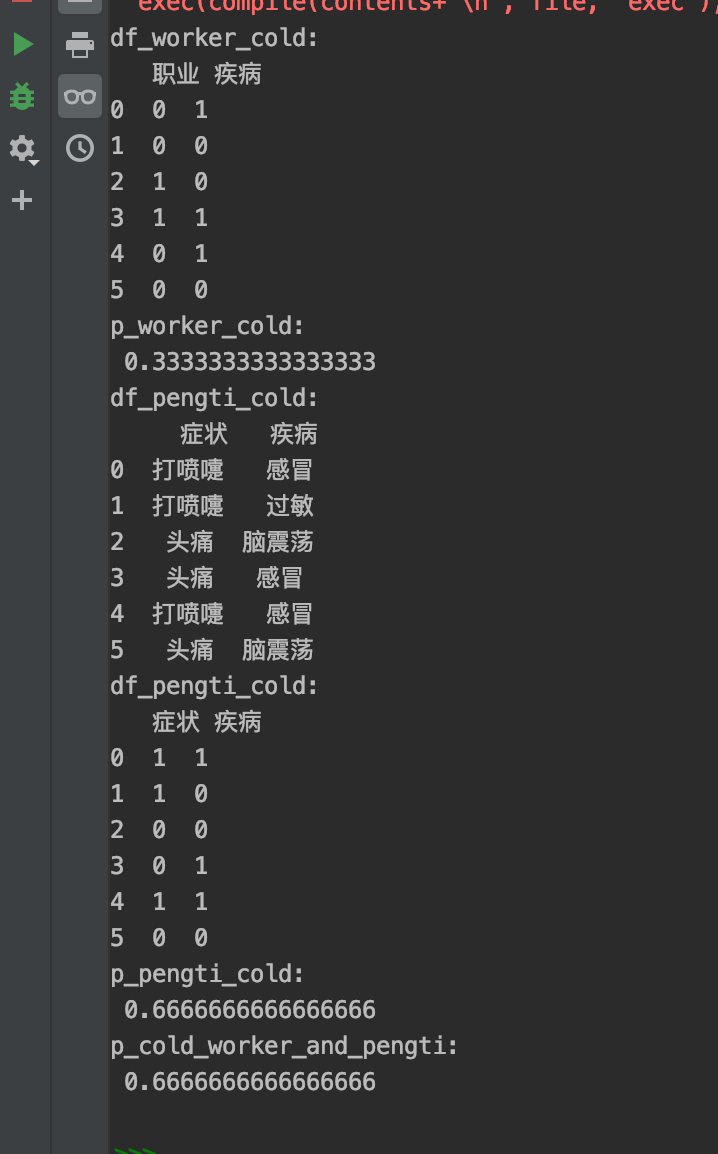 exec(compile(contents+"\n", file, "exec"),
df_worker_cold:
职业 疾病
0 0 1
1 0 0
2 1 0
3 1 1
4 0 1
5 0 0
p_worker_cold:
0.3333333333333333
df_pengti_cold:
症状 疾病
0 打喷嚏 感冒
1 打喷嚏 过敏
2 头痛 脑震荡
3 头痛 感冒
4 打喷嚏 感冒
5 头痛 脑震荡
df_pengti_cold:
症状 疾病
0 1 1
1 1 0
2 0 0
3 0 1
4 1 1
5 0 0
p_pengti_cold:
0.6666666666666666
p_cold_worker_and_pengti:
0.6666666666666666
>>>